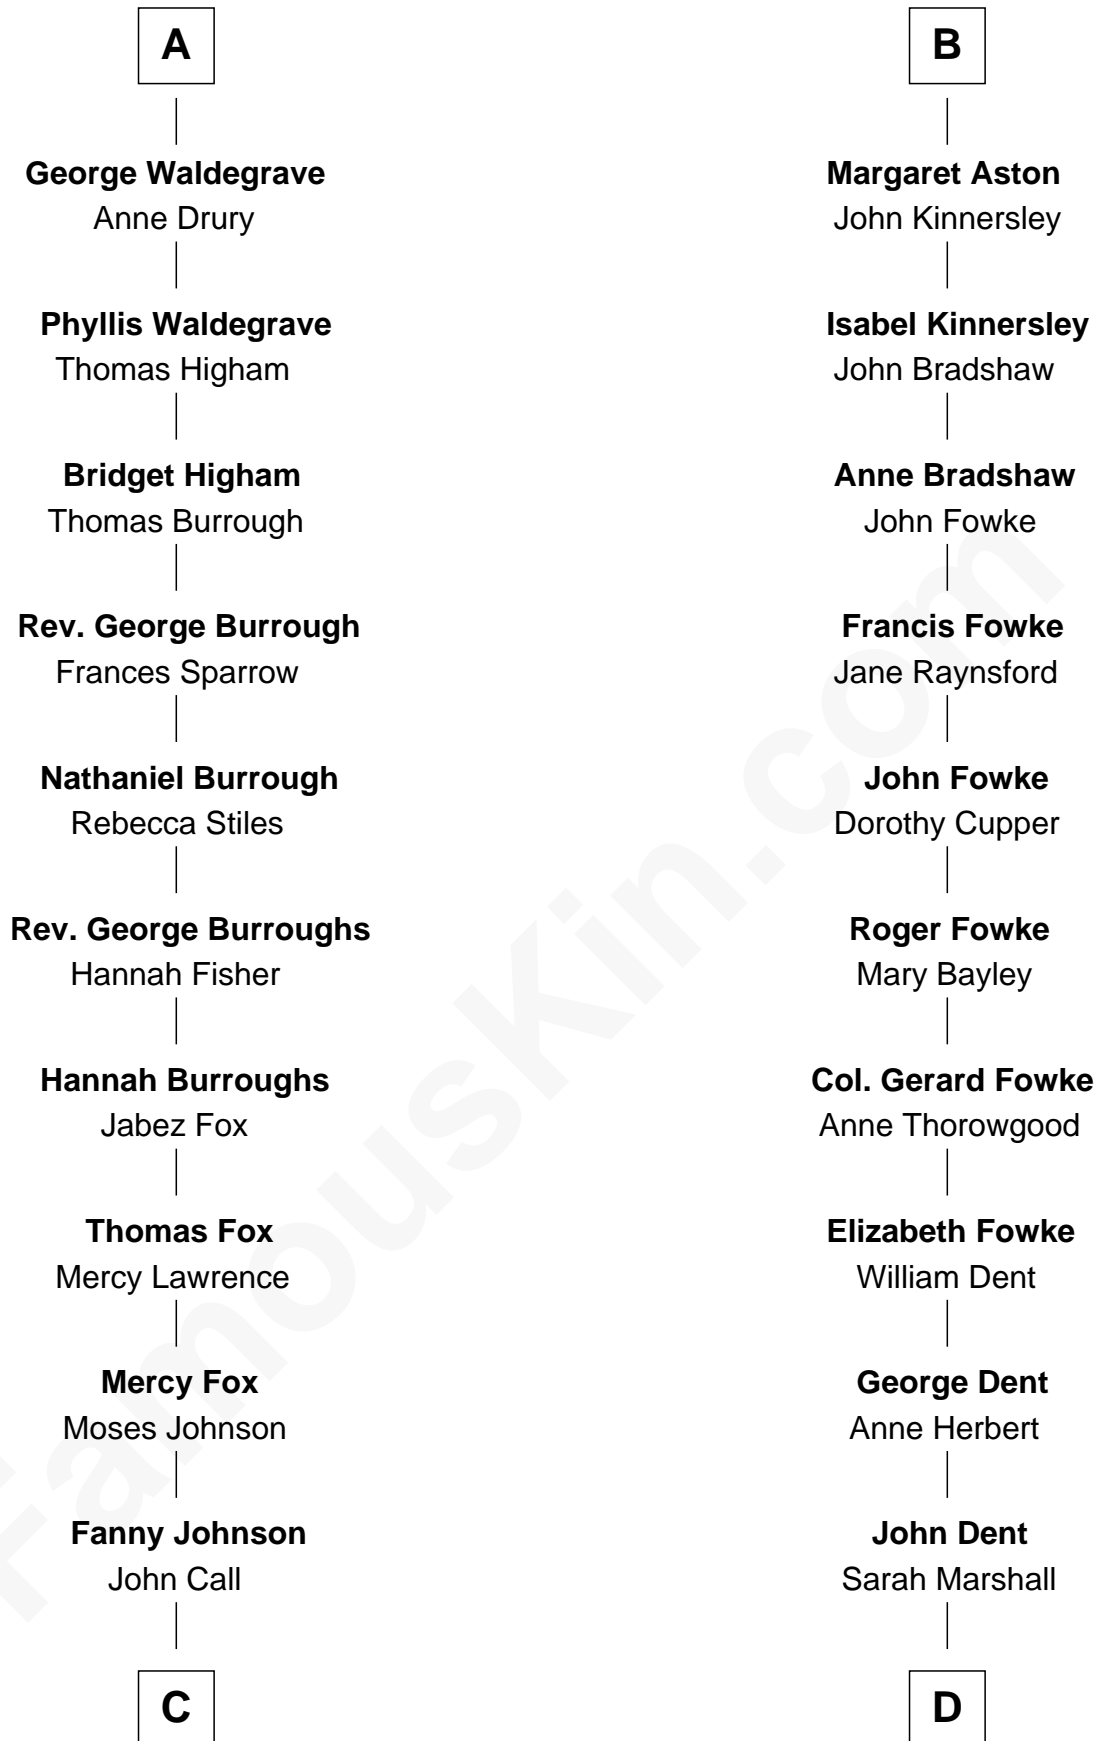 A
George Waldegrave
Anne Drury
Phyllis Waldegrave
Thomas Higham
Bridget Higham
Thomas Burrough
Rev. George Burrough
Frances Sparrow
Nathaniel Burrough
Rebecca Stiles
Rev. George Burroughs
Hannah Fisher
Hannah Burroughs
Jabez Fox
Thomas Fox
Mercy Lawrence
Mercy Fox
Moses Johnson
Fanny Johnson
John Call
C
B
Margaret Aston
John Kinnersley
Isabel Kinnersley
John Bradshaw
Anne Bradshaw
John Fowke
Francis Fowke
Jane Raynsford
John Fowke
Dorothy Cupper
Roger Fowke
Mary Bayley
Col. Gerard Fowke
Anne Thorowgood
Elizabeth Fowke
William Dent
George Dent
Anne Herbert
John Dent
Sarah Marshall
D
FamousKin.com